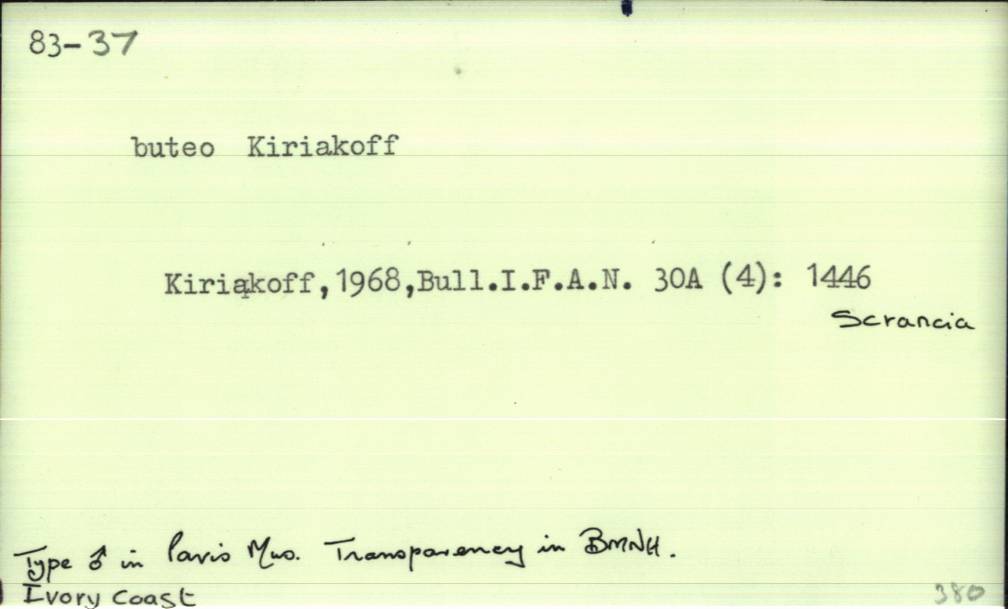 83-37
buteo Kiriakoff
Kiriakoff,1968,Bull.I.F.A.N. 30A (4): 1446
Scrancia
Type ♂ in Paris Mus. Transparency in BMNH.
Ivory Coast
380